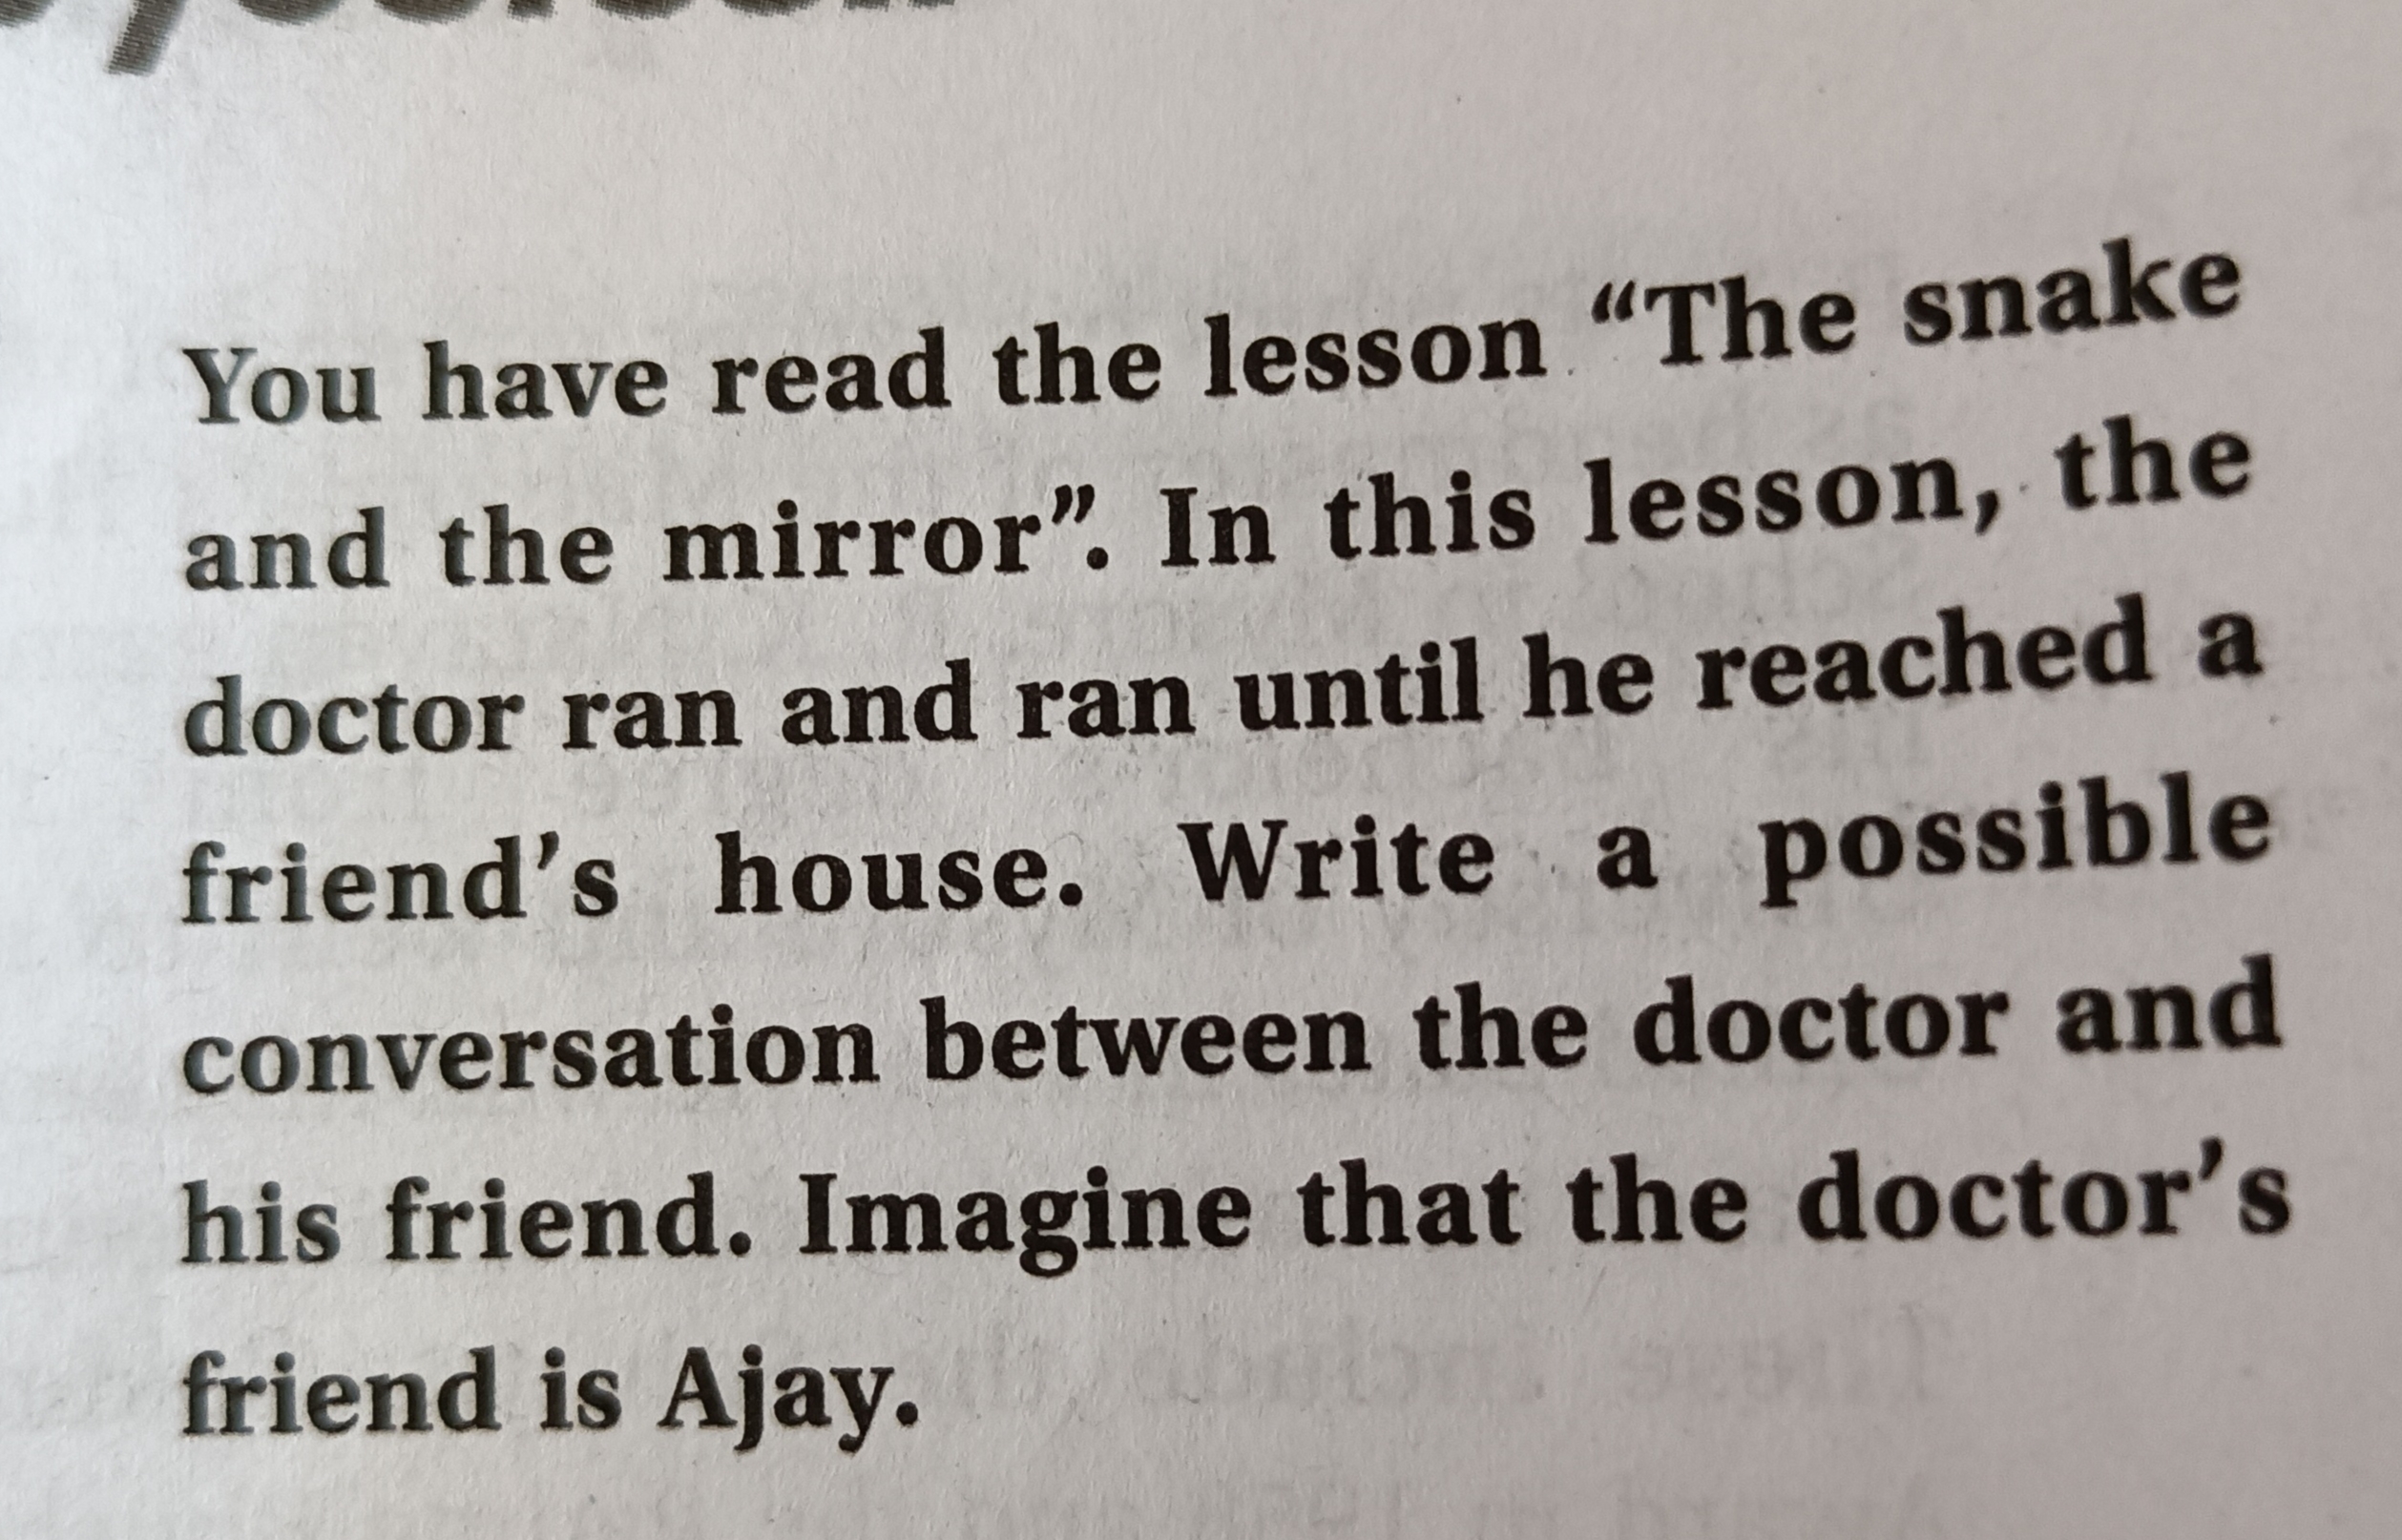 You have read the lesson “The snake
and the mirror”. In this lesson, the
doctor ran and ran until he reached a
friend’s house. Write a possible
conversation between the doctor and
his friend. Imagine that the doctor’s
friend is Ajay.